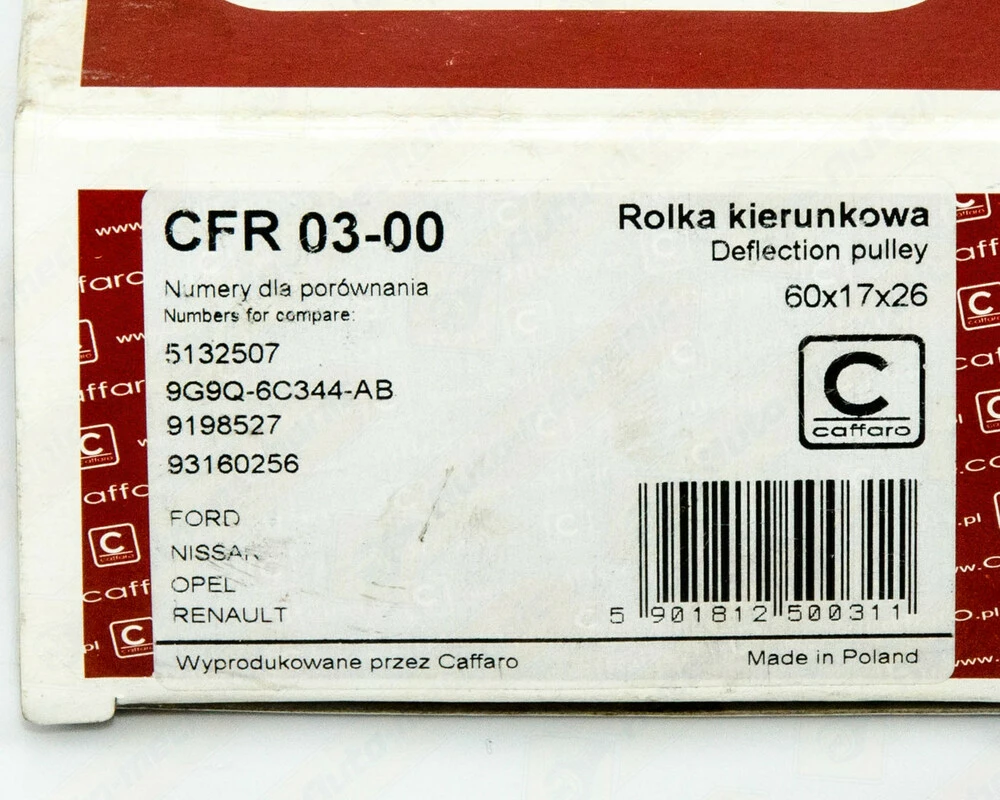 CFR 03-00
Rolka kierunkowa
Deflection pulley
60x17x26
Numery dla porównania
Numbers for compare:
5132507
9G9Q-6C344-AB
9198527
93160256
C
caffaro
FORD
NISSAN
OPEL
RENAULT
5 901812 500311
Wyprodukowane przez Caffaro
Made in Poland